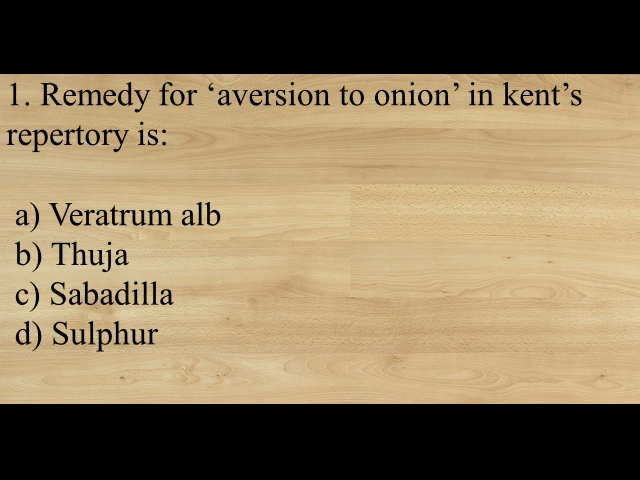 1. Remedy for ‘aversion to onion’ in kent’s
repertory is:
a) Veratrum alb
b) Thuja
c) Sabadilla
d) Sulphur